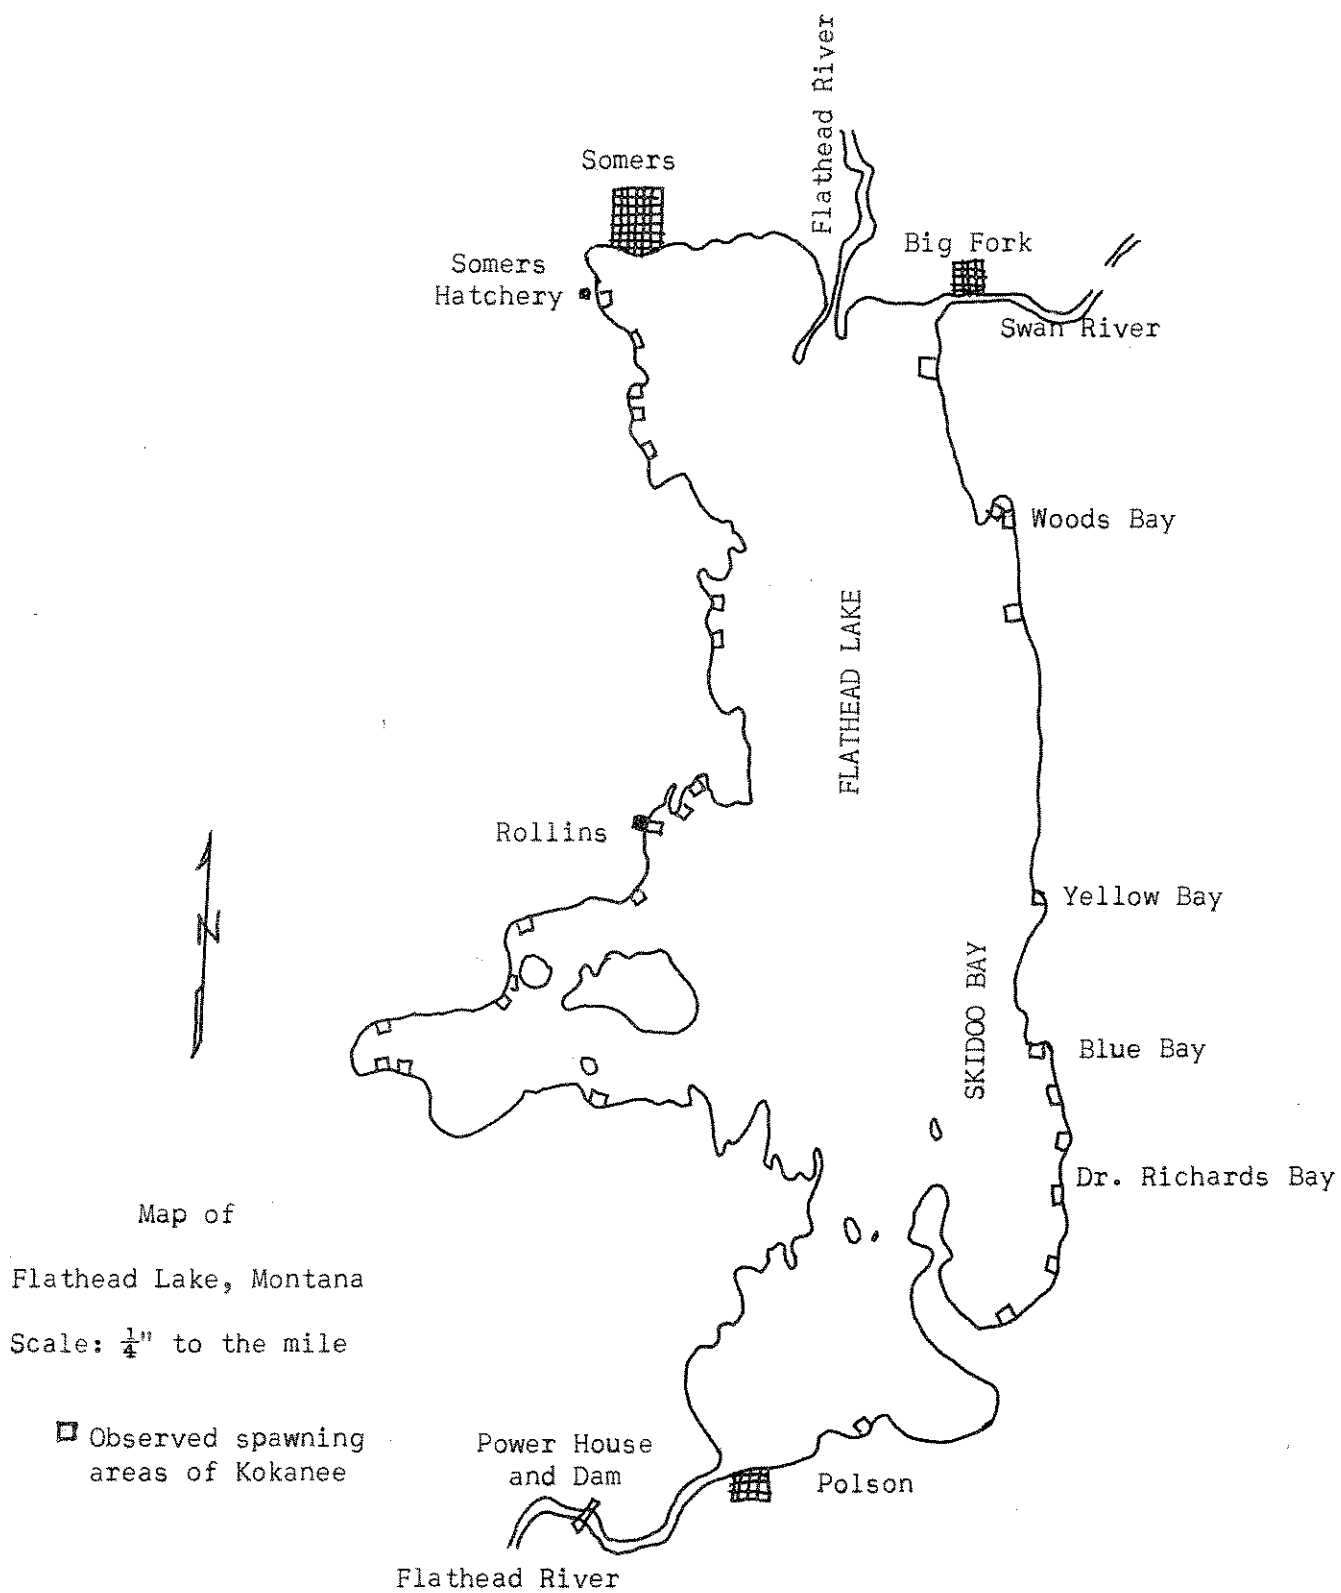 Flathead River
Somers
Big Fork
Somers
Hatchery
Swan River
Woods Bay
FLATHEAD LAKE
Rollins
N
Yellow Bay
SKIDOO BAY
Blue Bay
Dr. Richards Bay
Map of
Flathead Lake, Montana
Scale: ¼" to the mile
Observed spawning
areas of Kokanee
Power House
and Dam
Polson
Flathead River